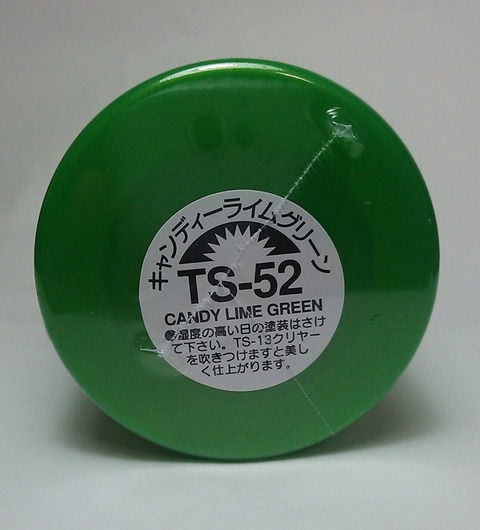 キャンディーライムグリーン
TS-52
CANDY LIME GREEN
●湿度の高い日の塗装はさけ
て下さい。TS-13クリヤー
を吹きつけますと美し
く仕上がります。